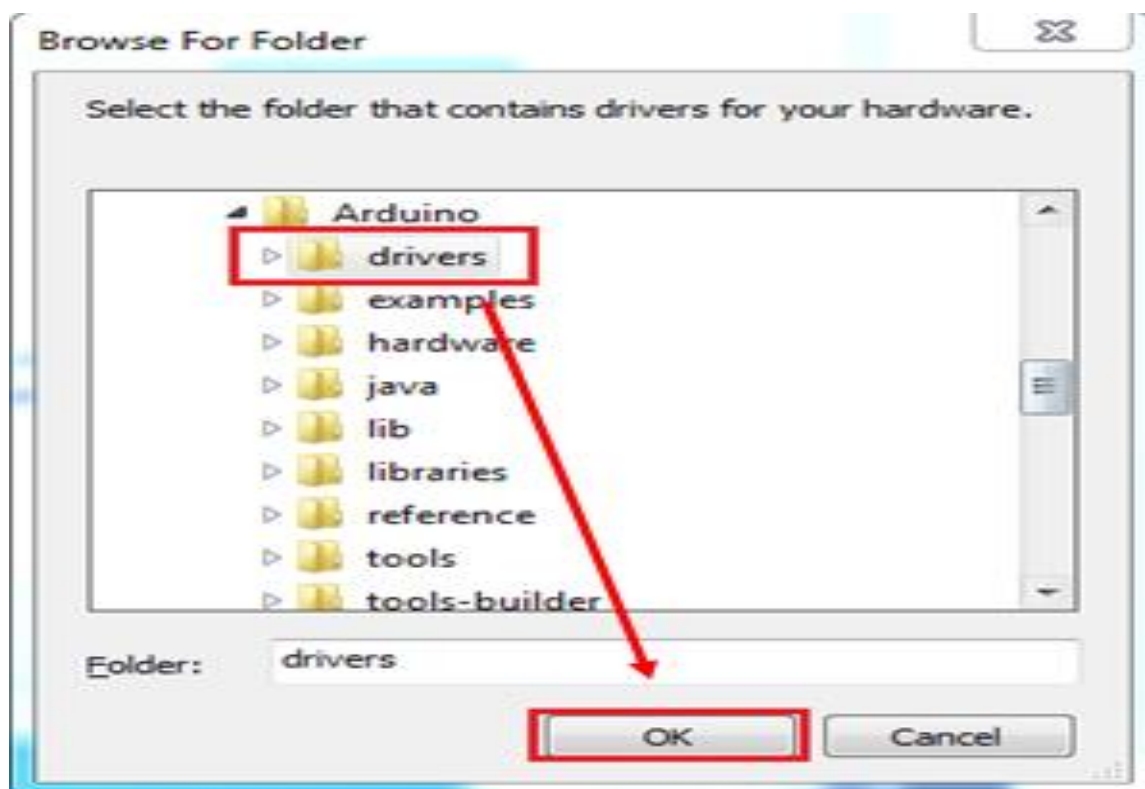 Browse For Folder
Select the folder that contains drivers for your hardware.
Arduino
drivers
examples
hardware
java
lib
libraries
reference
tools
tools-builder
Folder: drivers
OK Cancel